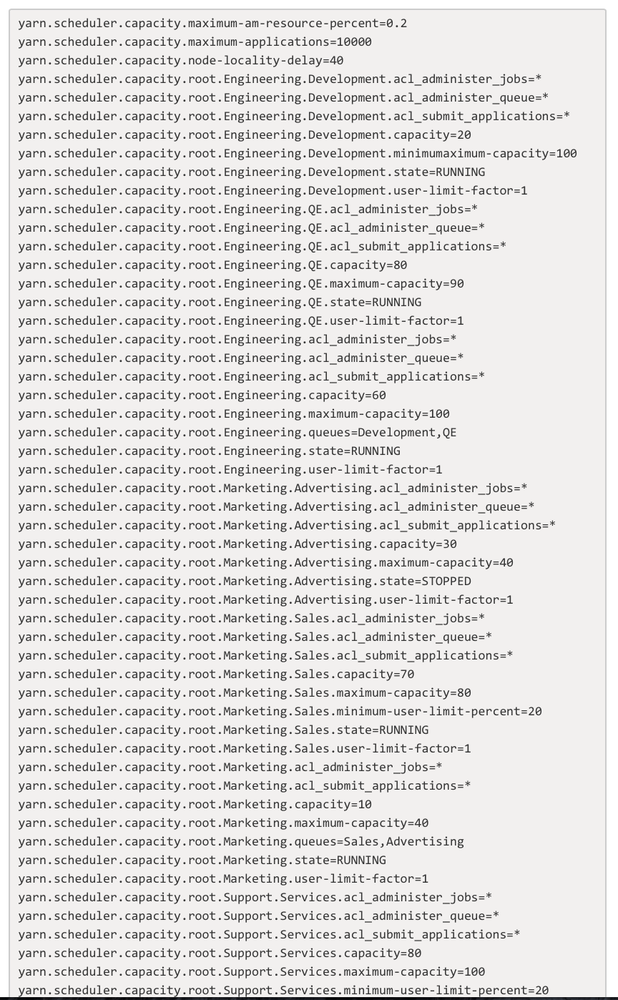 yarn.scheduler.capacity.maximum-am-resource-percent=0.2
yarn.scheduler.capacity.maximum-applications=10000
yarn.scheduler.capacity.node-locality-delay=40
yarn.scheduler.capacity.root.Engineering.Development.acl_administer_jobs=*
yarn.scheduler.capacity.root.Engineering.Development.acl_administer_queue=*
yarn.scheduler.capacity.root.Engineering.Development.acl_submit_applications=*
yarn.scheduler.capacity.root.Engineering.Development.capacity=20
yarn.scheduler.capacity.root.Engineering.Development.minimumaximum-capacity=100
yarn.scheduler.capacity.root.Engineering.Development.state=RUNNING
yarn.scheduler.capacity.root.Engineering.Development.user-limit-factor=1
yarn.scheduler.capacity.root.Engineering.QE.acl_administer_jobs=*
yarn.scheduler.capacity.root.Engineering.QE.acl_administer_queue=*
yarn.scheduler.capacity.root.Engineering.QE.acl_submit_applications=*
yarn.scheduler.capacity.root.Engineering.QE.capacity=80
yarn.scheduler.capacity.root.Engineering.QE.maximum-capacity=90
yarn.scheduler.capacity.root.Engineering.QE.state=RUNNING
yarn.scheduler.capacity.root.Engineering.QE.user-limit-factor=1
yarn.scheduler.capacity.root.Engineering.acl_administer_jobs=*
yarn.scheduler.capacity.root.Engineering.acl_administer_queue=*
yarn.scheduler.capacity.root.Engineering.acl_submit_applications=*
yarn.scheduler.capacity.root.Engineering.capacity=60
yarn.scheduler.capacity.root.Engineering.maximum-capacity=100
yarn.scheduler.capacity.root.Engineering.queues=Development,QE
yarn.scheduler.capacity.root.Engineering.state=RUNNING
yarn.scheduler.capacity.root.Engineering.user-limit-factor=1
yarn.scheduler.capacity.root.Marketing.Advertising.acl_administer_jobs=*
yarn.scheduler.capacity.root.Marketing.Advertising.acl_administer_queue=*
yarn.scheduler.capacity.root.Marketing.Advertising.acl_submit_applications=*
yarn.scheduler.capacity.root.Marketing.Advertising.capacity=30
yarn.scheduler.capacity.root.Marketing.Advertising.maximum-capacity=40
yarn.scheduler.capacity.root.Marketing.Advertising.state=STOPPED
yarn.scheduler.capacity.root.Marketing.Advertising.user-limit-factor=1
yarn.scheduler.capacity.root.Marketing.Sales.acl_administer_jobs=*
yarn.scheduler.capacity.root.Marketing.Sales.acl_administer_queue=*
yarn.scheduler.capacity.root.Marketing.Sales.acl_submit_applications=*
yarn.scheduler.capacity.root.Marketing.Sales.capacity=70
yarn.scheduler.capacity.root.Marketing.Sales.maximum-capacity=80
yarn.scheduler.capacity.root.Marketing.Sales.minimum-user-limit-percent=20
yarn.scheduler.capacity.root.Marketing.Sales.state=RUNNING
yarn.scheduler.capacity.root.Marketing.Sales.user-limit-factor=1
yarn.scheduler.capacity.root.Marketing.acl_administer_jobs=*
yarn.scheduler.capacity.root.Marketing.acl_submit_applications=*
yarn.scheduler.capacity.root.Marketing.capacity=10
yarn.scheduler.capacity.root.Marketing.maximum-capacity=40
yarn.scheduler.capacity.root.Marketing.queues=Sales,Advertising
yarn.scheduler.capacity.root.Marketing.state=RUNNING
yarn.scheduler.capacity.root.Marketing.user-limit-factor=1
yarn.scheduler.capacity.root.Support.Services.acl_administer_jobs=*
yarn.scheduler.capacity.root.Support.Services.acl_administer_queue=*
yarn.scheduler.capacity.root.Support.Services.acl_submit_applications=*
yarn.scheduler.capacity.root.Support.Services.capacity=80
yarn.scheduler.capacity.root.Support.Services.maximum-capacity=100
yarn.scheduler.capacity.root.Support.Services.minimum-user-limit-percent=20